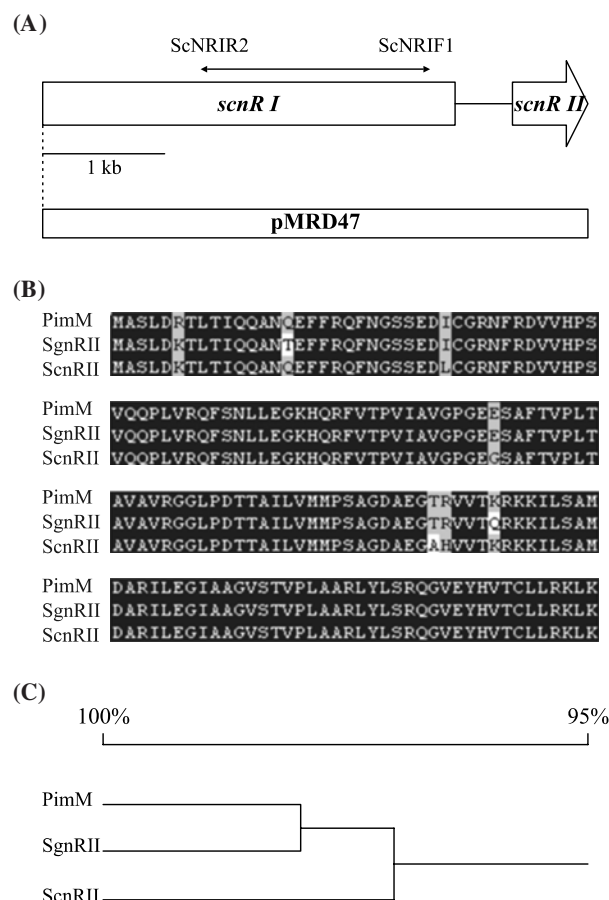 (A)
ScNRIR2 ScNRIF1
scnR I scnR II
1 kb
pMRD47
(B)
PimM MASLDRTLTIQQANQEFFRQFNGSSEDICGRNFRDVVHPS
SgnRII MASLDKTLTIQQANTEFFRQFNGSSEDICGRNFRDVVHPS
ScnRII MASLDKTLTIQQANQEFFRQFNGSSEDLCGRNFRDVVHPS
PimM VQQPLVRQFSNLLEGKHQRFVTPVIAVGPGEESAFTVPLT
SgnRII VQQPLVRQFSNLLEGKHQRFVTPVIAVGPGEESAFTVPLT
ScnRII VQQPLVRQFSNLLEGKHQRFVTPVIAVGPGEGSAFTVPLT
PimM AVAVRGGLPDTTAILVMMPSAGDAEGTRVVTKRKKILSAM
SgnRII AVAVRGGLPDTTAILVMMPSAGDAEGTRVVTQRKKILSAM
ScnRII AVAVRGGLPDTTAILVMMPSAGDAEGAHVVTKRKKILSAM
PimM DARILEGIAAGVSTVPLAARLYLSRQGVEYHVTCLLRKLK
SgnRII DARILEGIAAGVSTVPLAARLYLSRQGVEYHVTCLLRKLK
ScnRII DARILEGIAAGVSTVPLAARLYLSRQGVEYHVTCLLRKLK
(C)
100% 95%
PimM
SgnRII
ScnRII